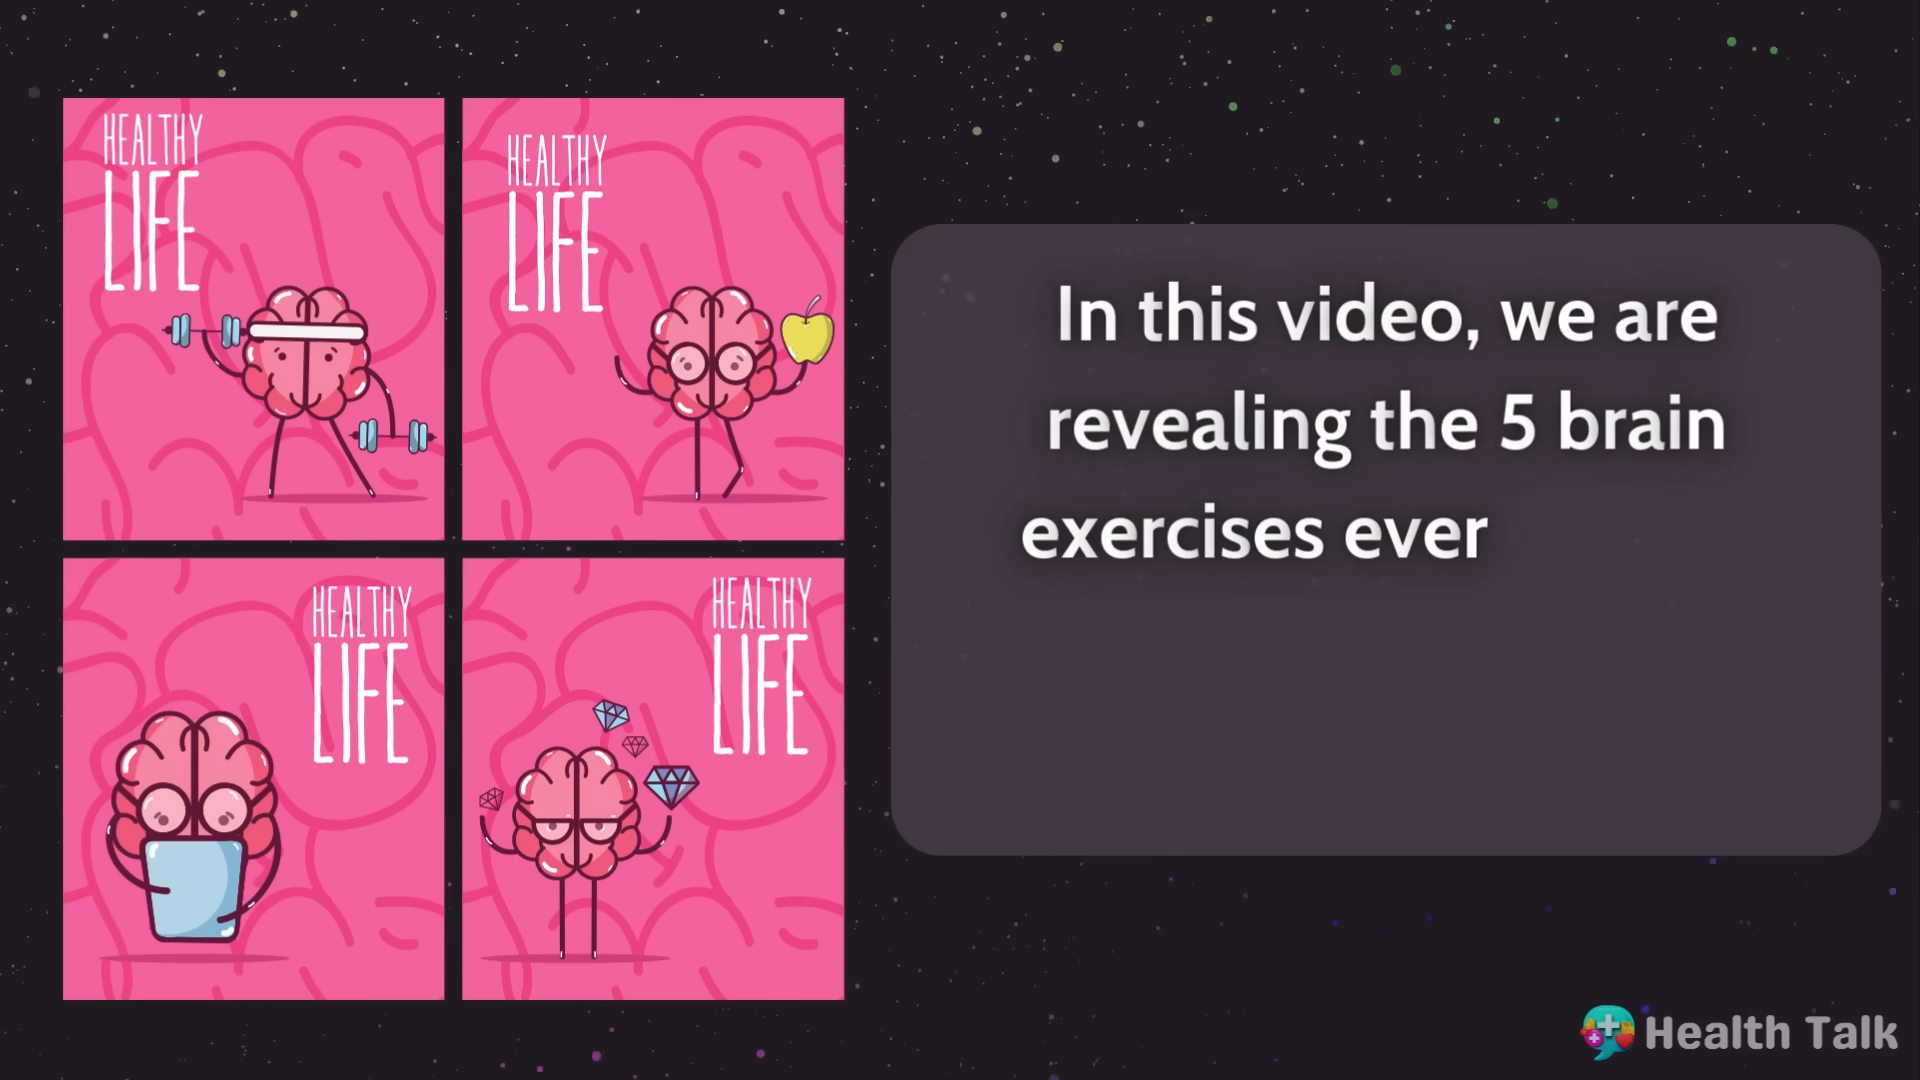 HEALTHY
LIFE
HEALTHY
LIFE
HEALTHY
LIFE
HEALTHY
LIFE
In this video, we are
revealing the 5 brain
exercises ever
Health Talk